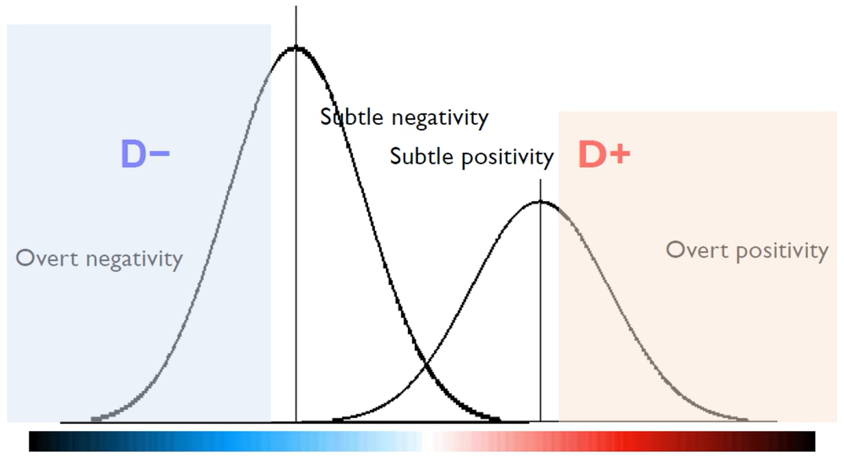 Subtle negativity
D−
Subtle positivity
D+
Overt negativity
Overt positivity